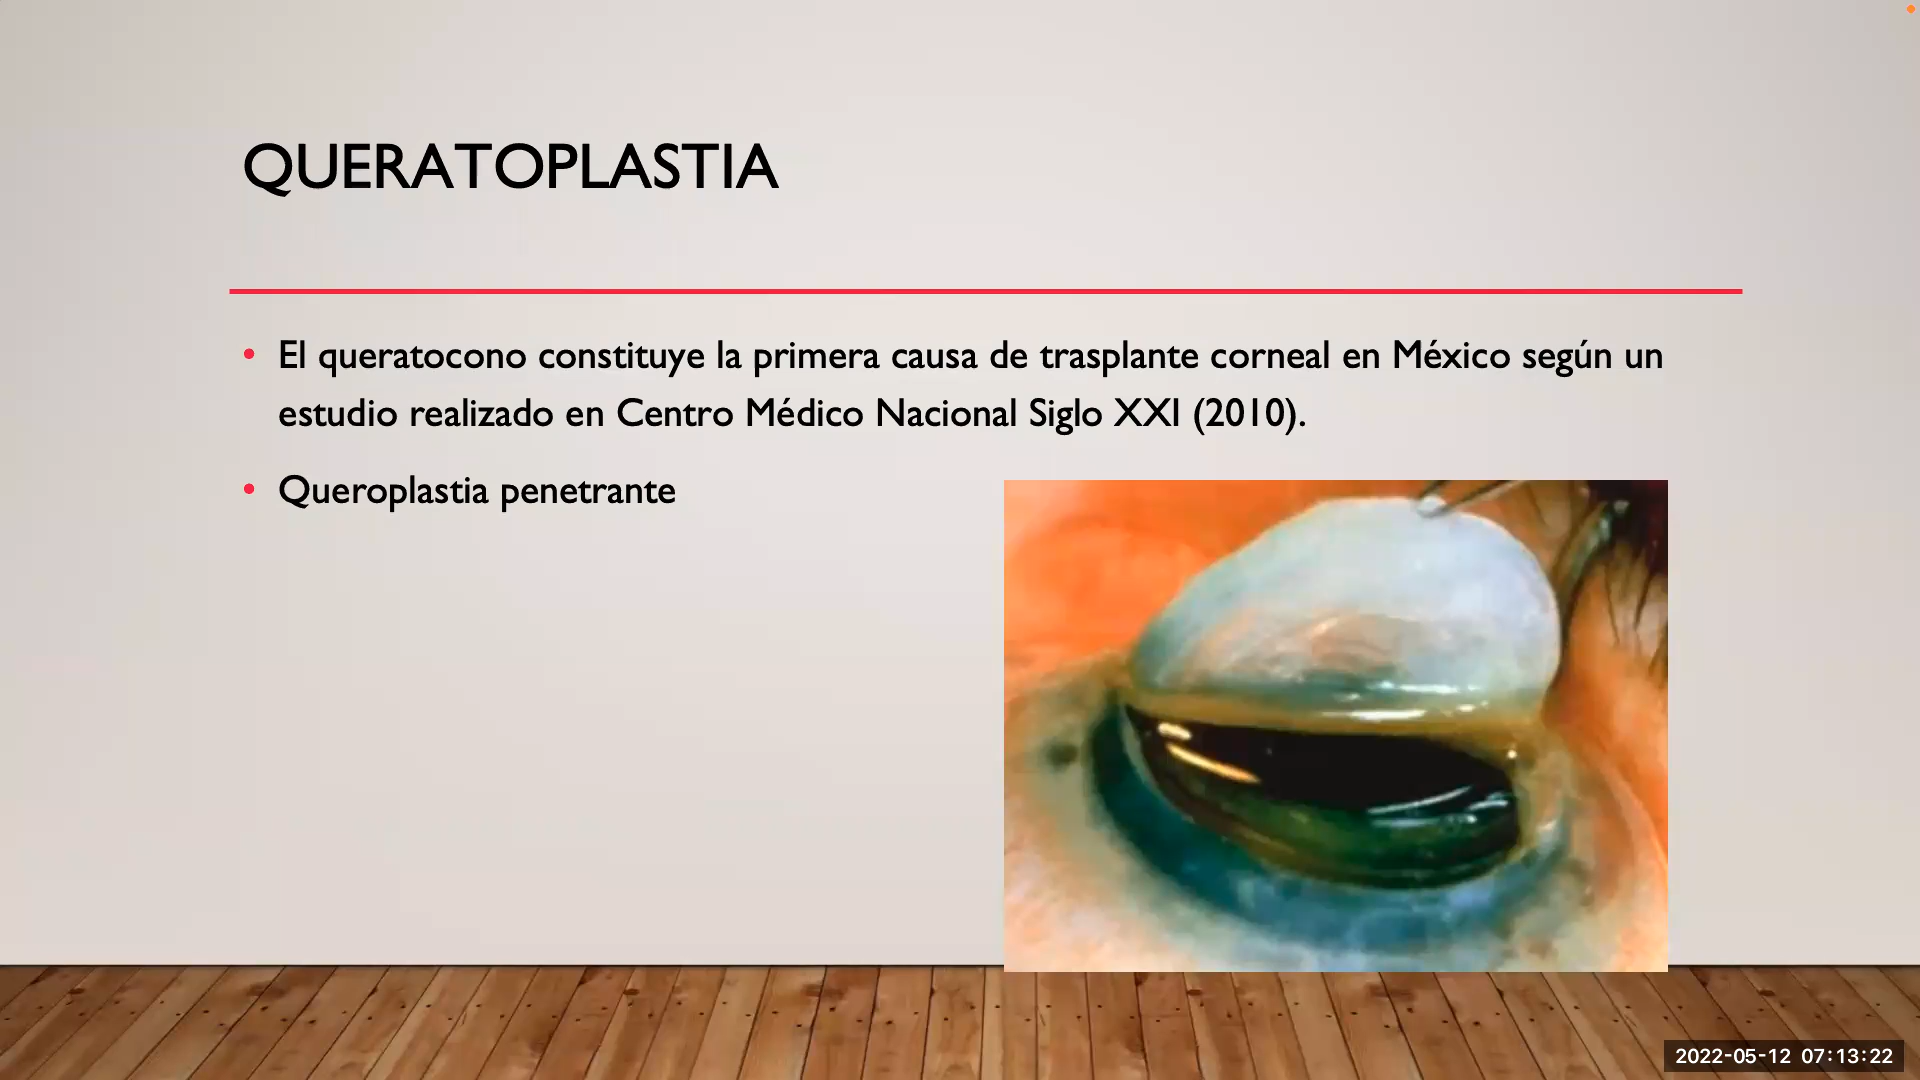 QUERATOPLASTIA
• El queratocono constituye la primera causa de trasplante corneal en México según un
estudio realizado en Centro Médico Nacional Siglo XXI (2010).
• Queroplastia penetrante
2022-05-12 07:13:22